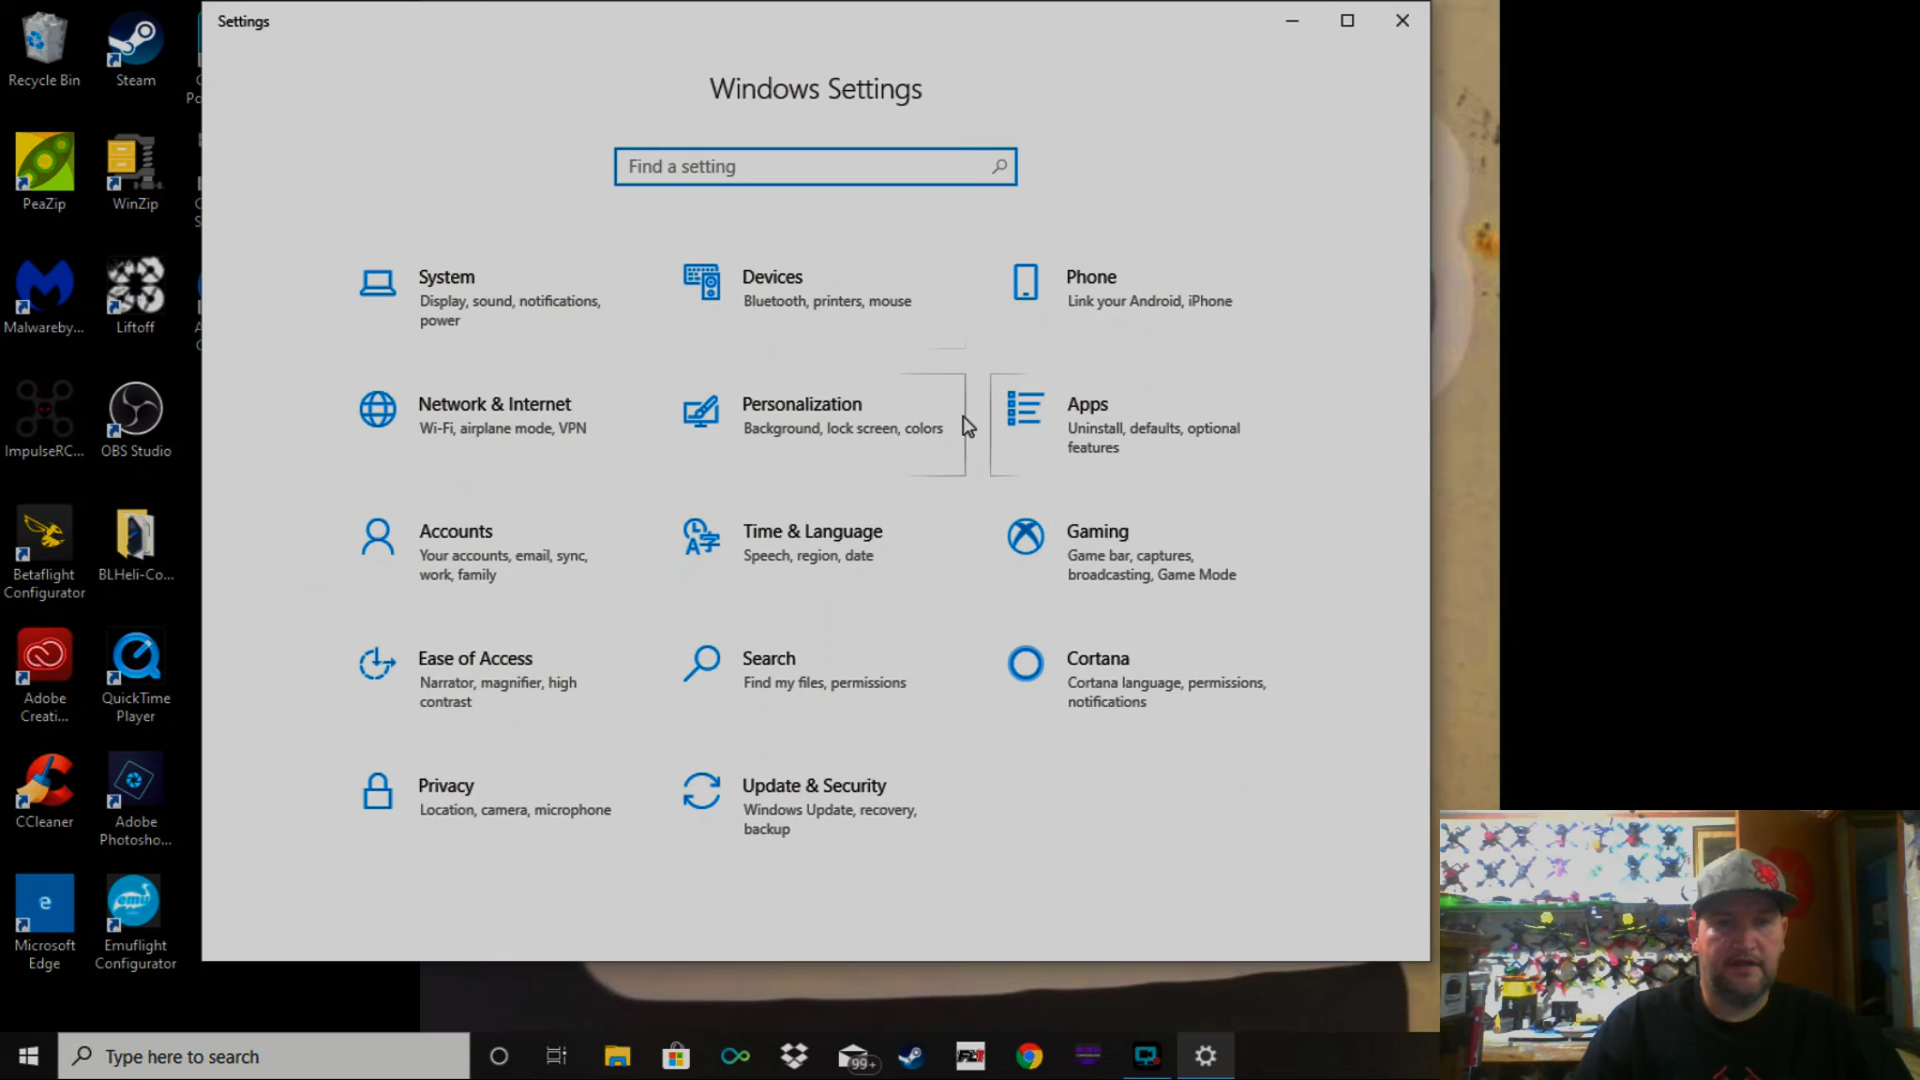 Settings
Windows Settings
Find a setting
System
Display, sound, notifications,
power
Devices
Bluetooth, printers, mouse
Phone
Link your Android, iPhone
Network & Internet
Wi-Fi, airplane mode, VPN
Personalization
Background, lock screen, colors
Apps
Uninstall, defaults, optional
features
Accounts
Your accounts, email, sync,
work, family
Time & Language
Speech, region, date
Gaming
Game bar, captures,
broadcasting, Game Mode
Ease of Access
Narrator, magnifier, high
contrast
Search
Find my files, permissions
Cortana
Cortana language, permissions,
notifications
Privacy
Location, camera, microphone
Update & Security
Windows Update, recovery,
backup
Recycle Bin
Steam
PeaZip
WinZip
Malwareby...
Liftoff
ImpulseRC...
OBS Studio
Betaflight
Configurator
BLHeli-Co...
Adobe
Creati...
QuickTime
Player
CCleaner
Adobe
Photosho...
Microsoft
Edge
Emuflight
Configurator
Type here to search
99+